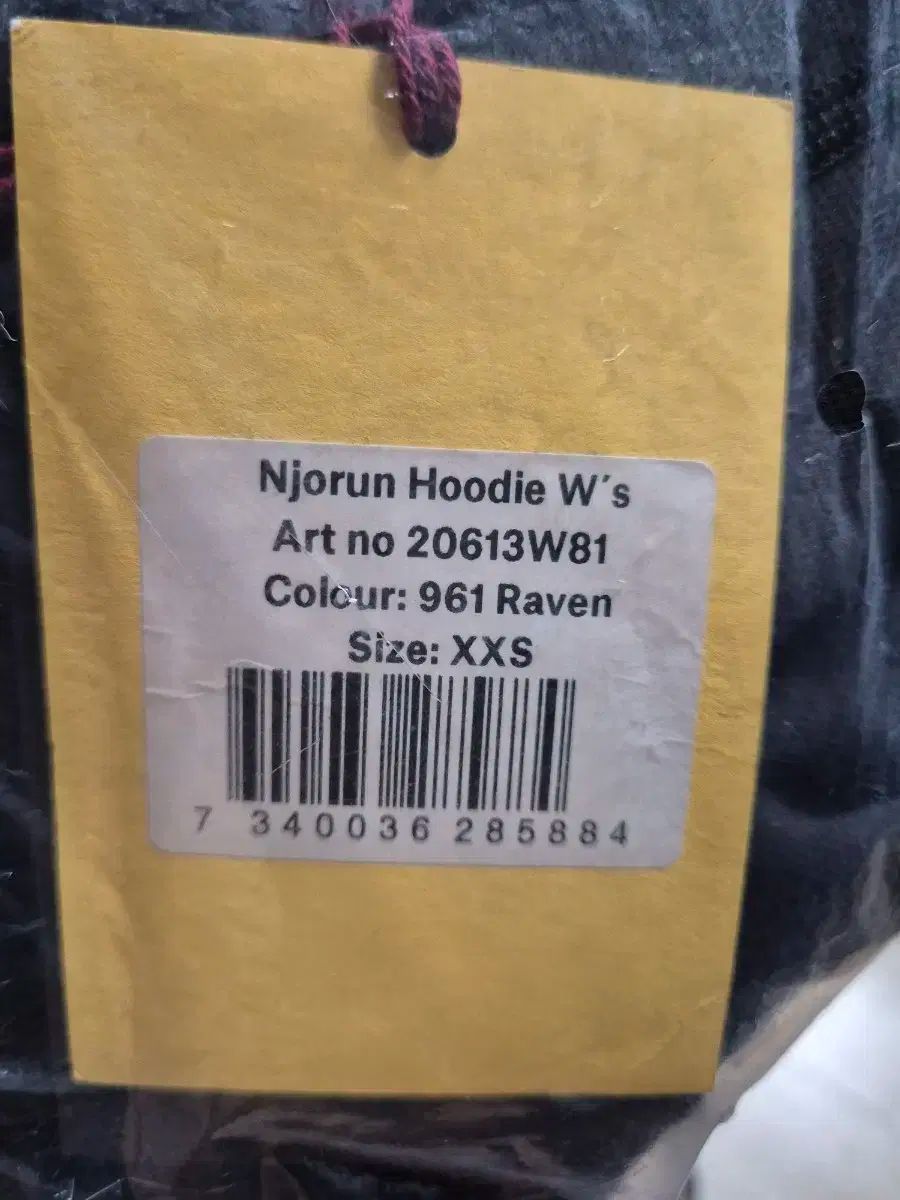 Njorun Hoodie W´s
Art no 20613W81
Colour: 961 Raven
Size: XXS
7 340036 285884